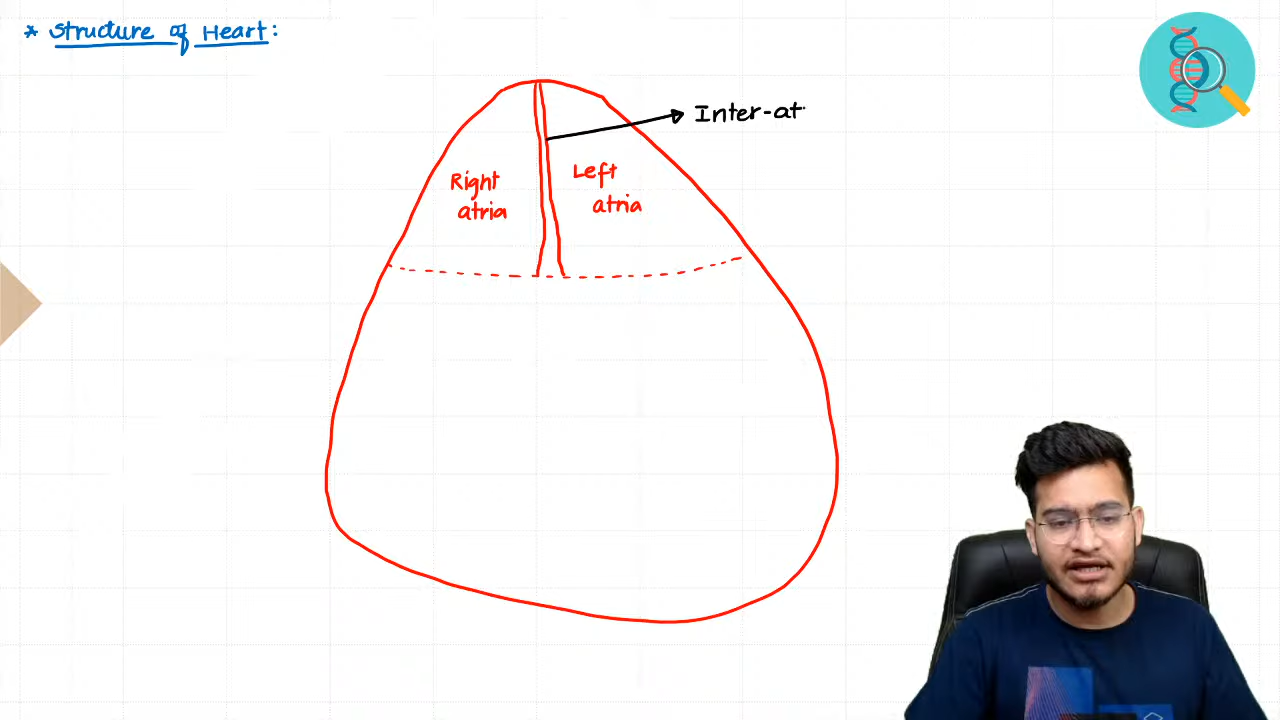 * Structure of Heart:
Inter-at
Right
atria
Left
atria